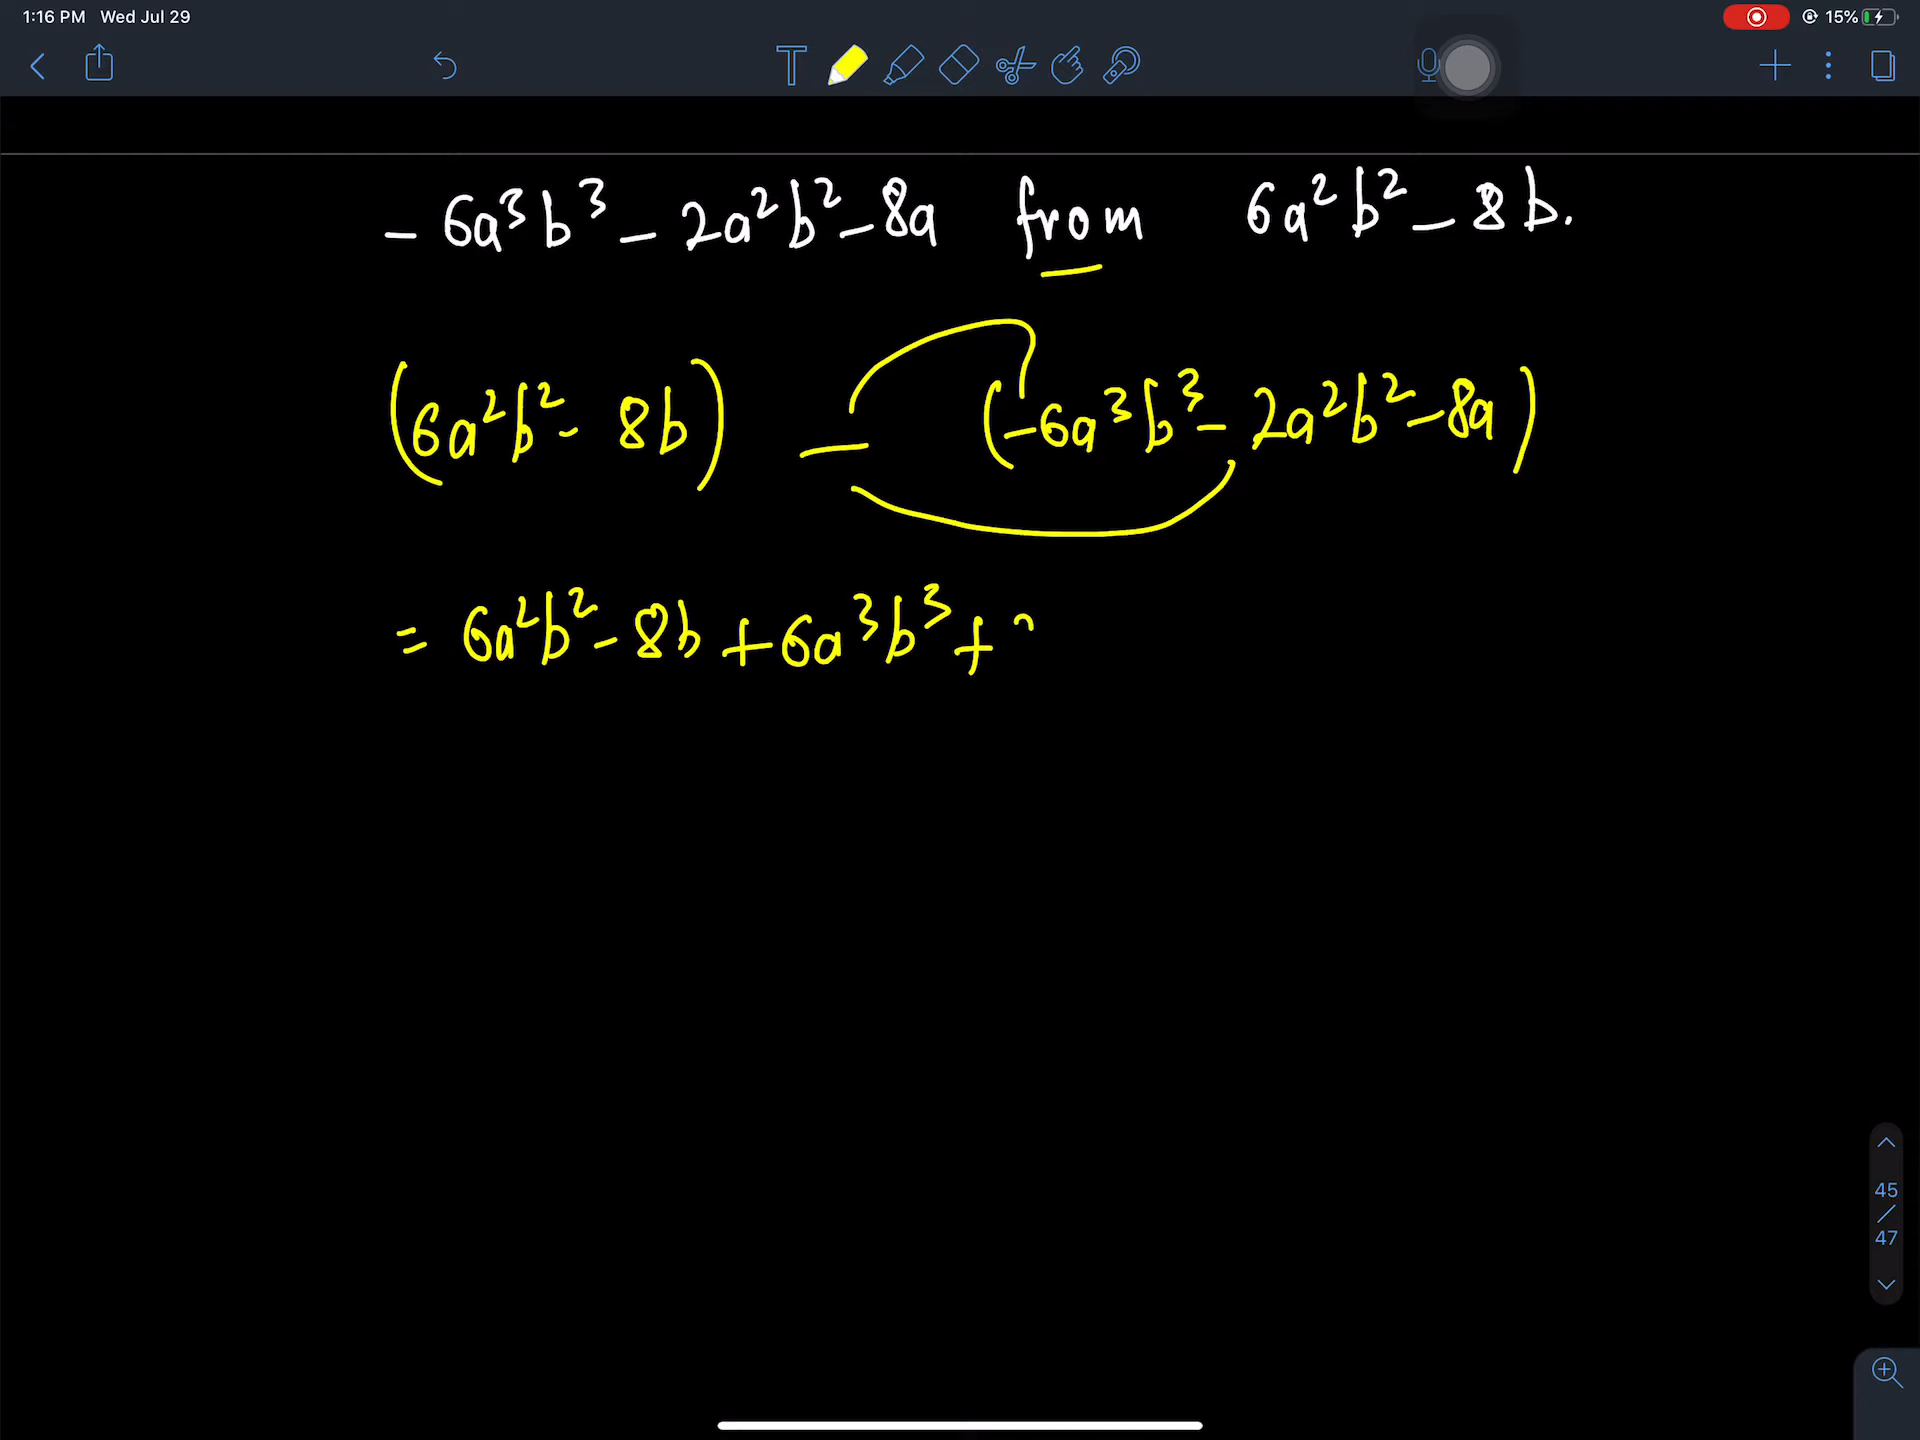 1:16 PM Wed Jul 29 15%
T
- 6a³b³ - 2a²b² - 8a from 6a²b² - 8b.
(6a²b² - 8b) - (-6a³b³ - 2a²b² - 8a)
= 6a²b² - 8b + 6a³b³ +
45
/
47